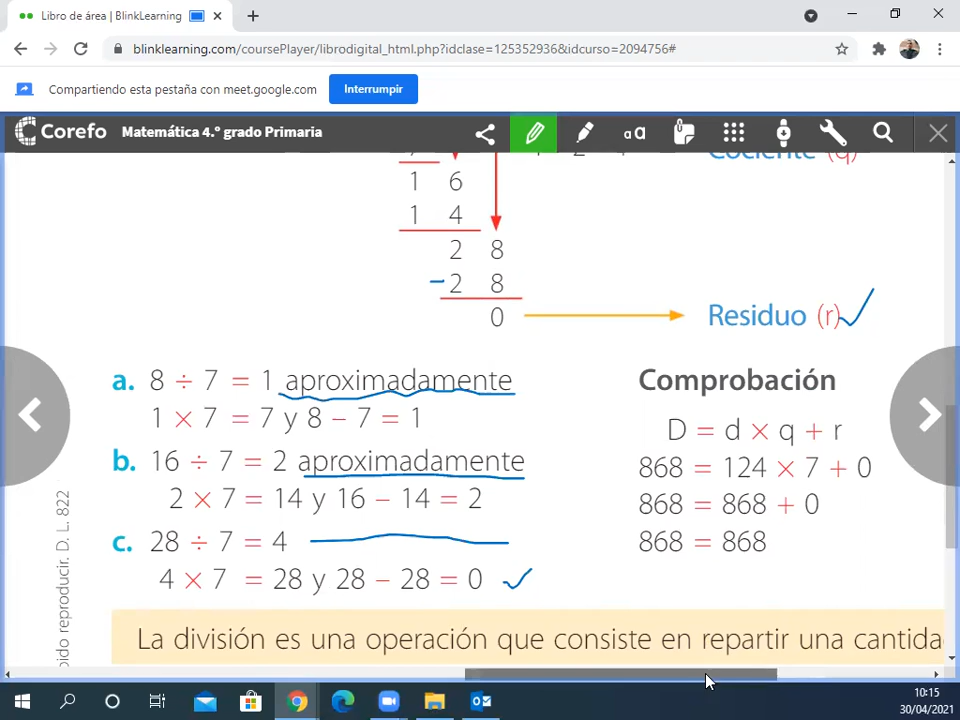 Libro de área | BlinkLearning
blinklearning.com/coursePlayer/librodigital_html.php?idclase=125352936&idcurso=2094756#
Compartiendo esta pestaña con meet.google.com
Interrumpir
Corefo
Matemática 4.º grado Primaria
aa
Cociente (q)
1 6
1 4
2 8
-2 8
0
Residuo (r)
a. 8 ÷ 7 = 1 aproximadamente
1 × 7 = 7 y 8 – 7 = 1
b. 16 ÷ 7 = 2 aproximadamente
2 × 7 = 14 y 16 – 14 = 2
c. 28 ÷ 7 = 4
4 × 7 = 28 y 28 – 28 = 0
Comprobación
D = d × q + r
868 = 124 × 7 + 0
868 = 868 + 0
868 = 868
reproducir. D. L. 822
La división es una operación que consiste en repartir una
10:15
30/04/2021